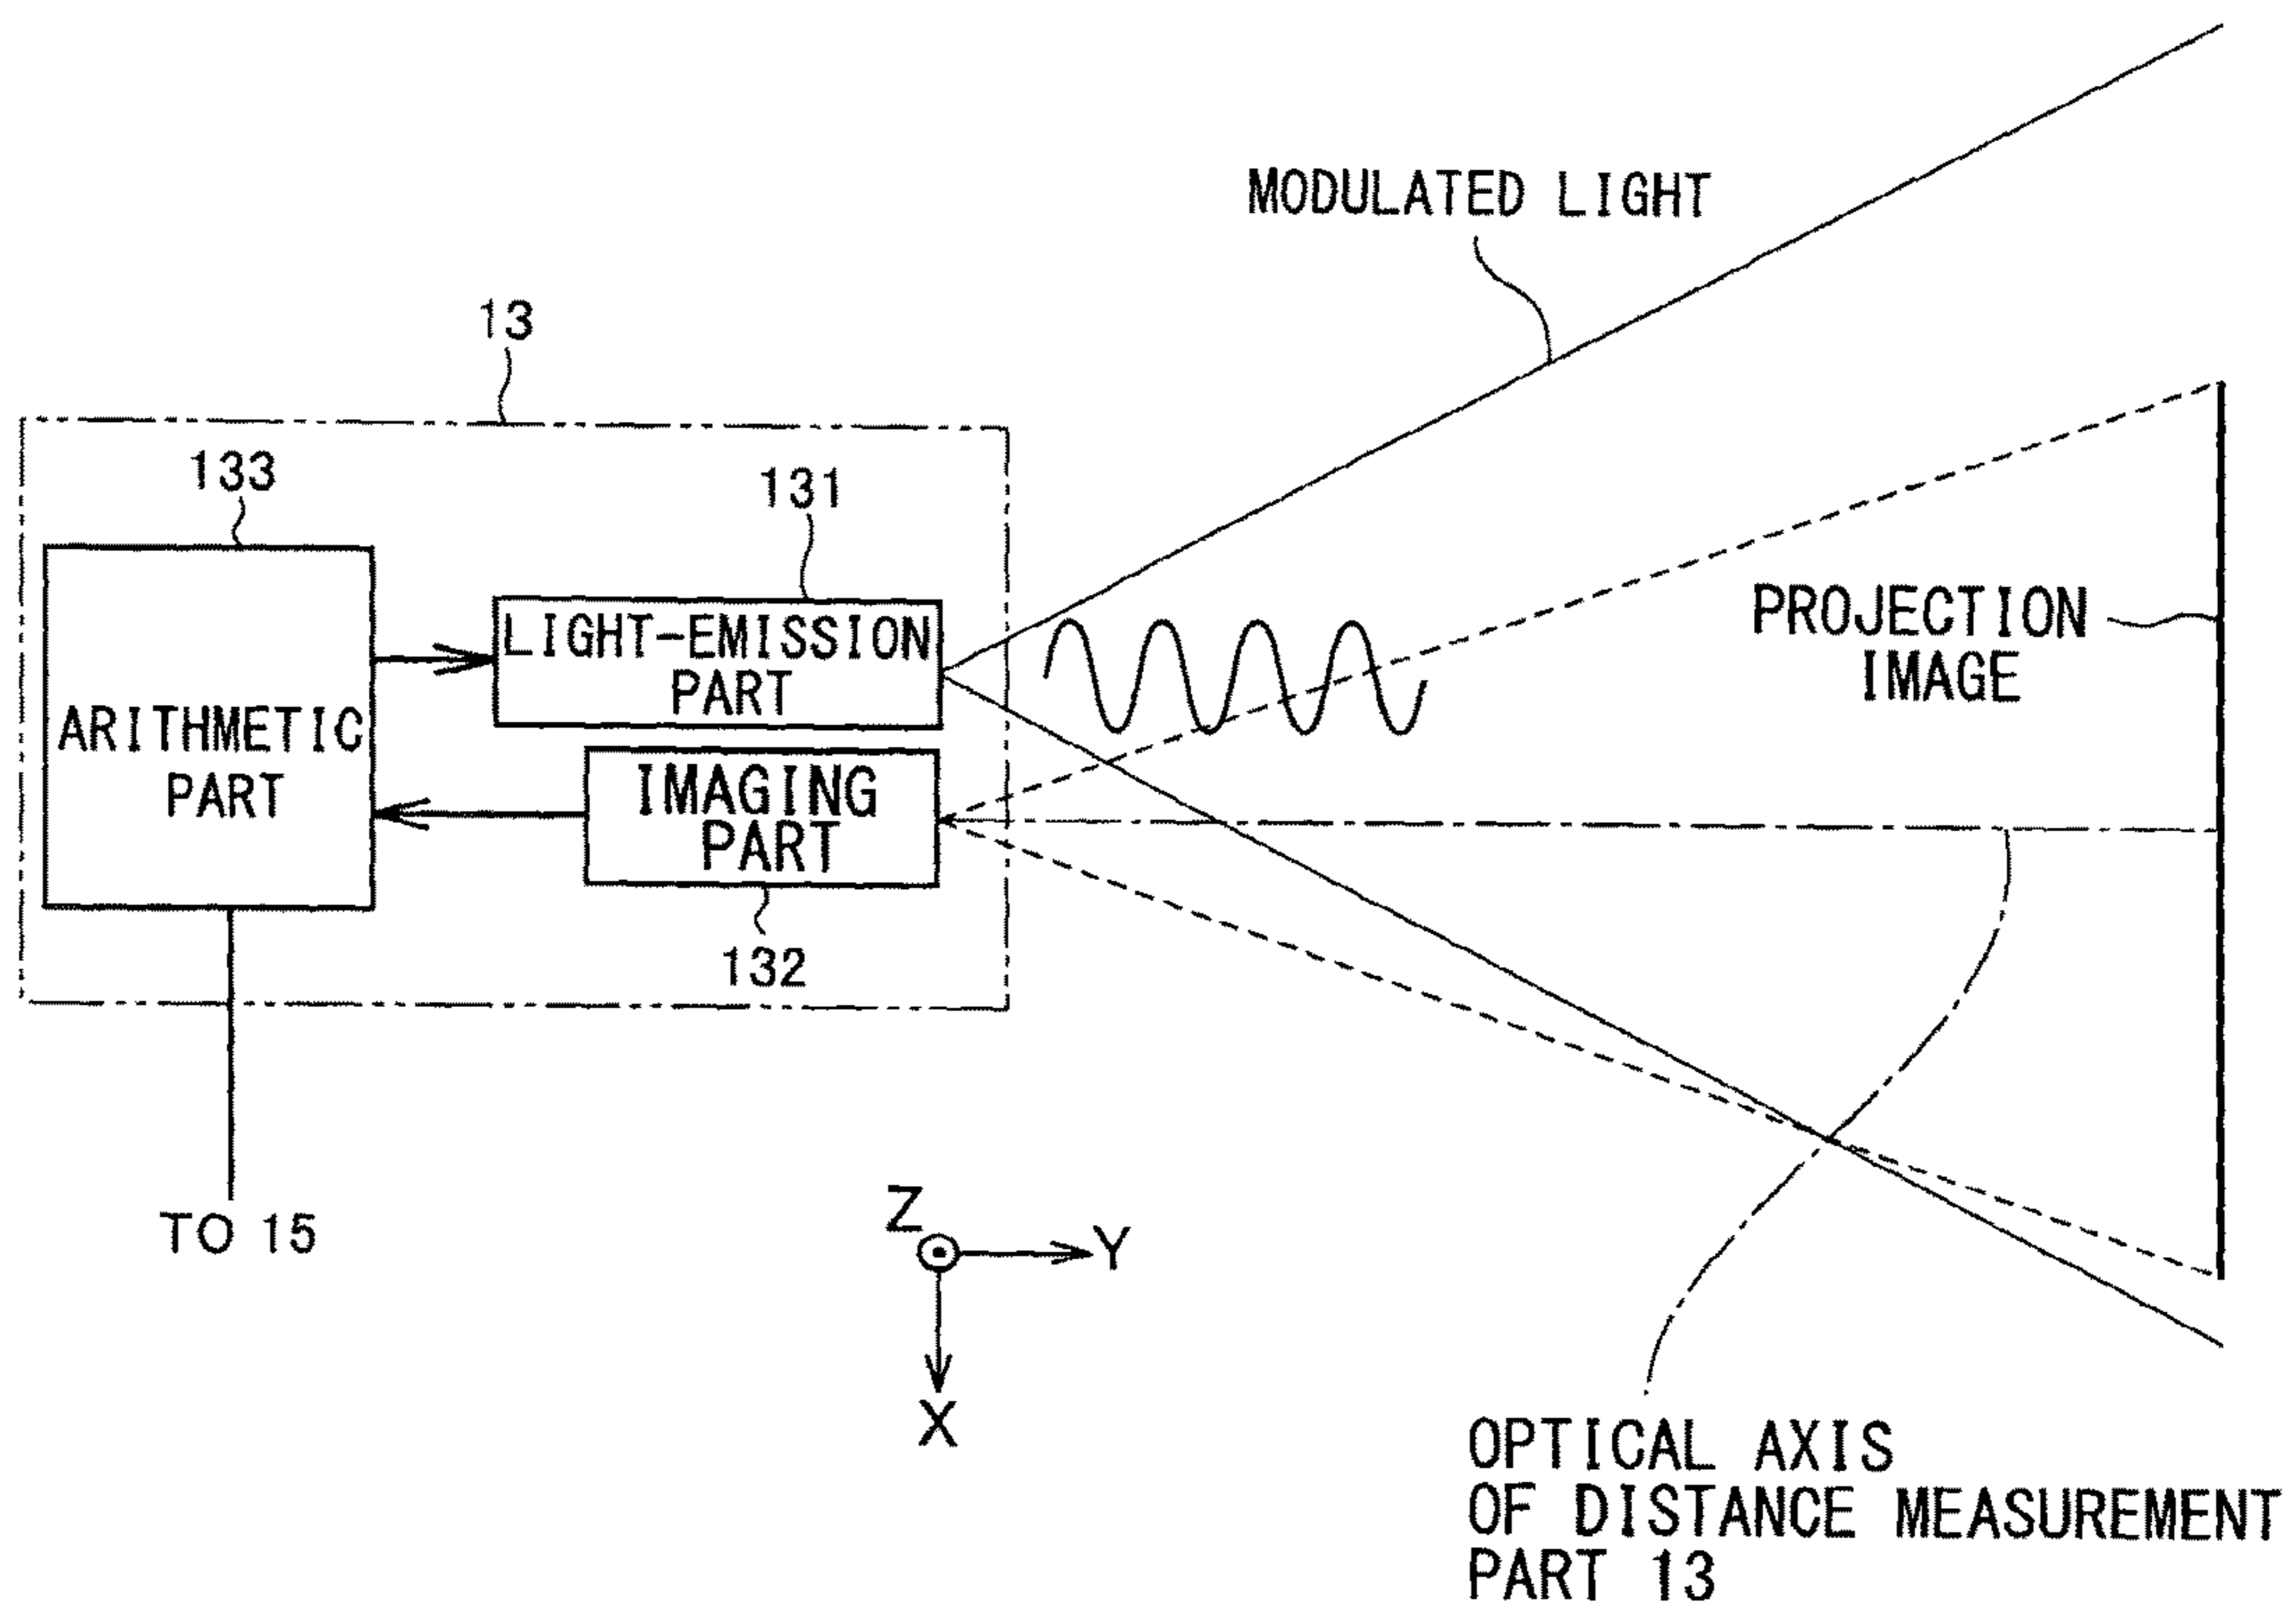 MODULATED LIGHT
13
133
131
LIGHT-EMISSION
PART
ARITHMETIC
PART
IMAGING
PART
132
PROJECTION
IMAGE
TO 15
Z
Y
X
OPTICAL AXIS
OF DISTANCE MEASUREMENT
PART 13